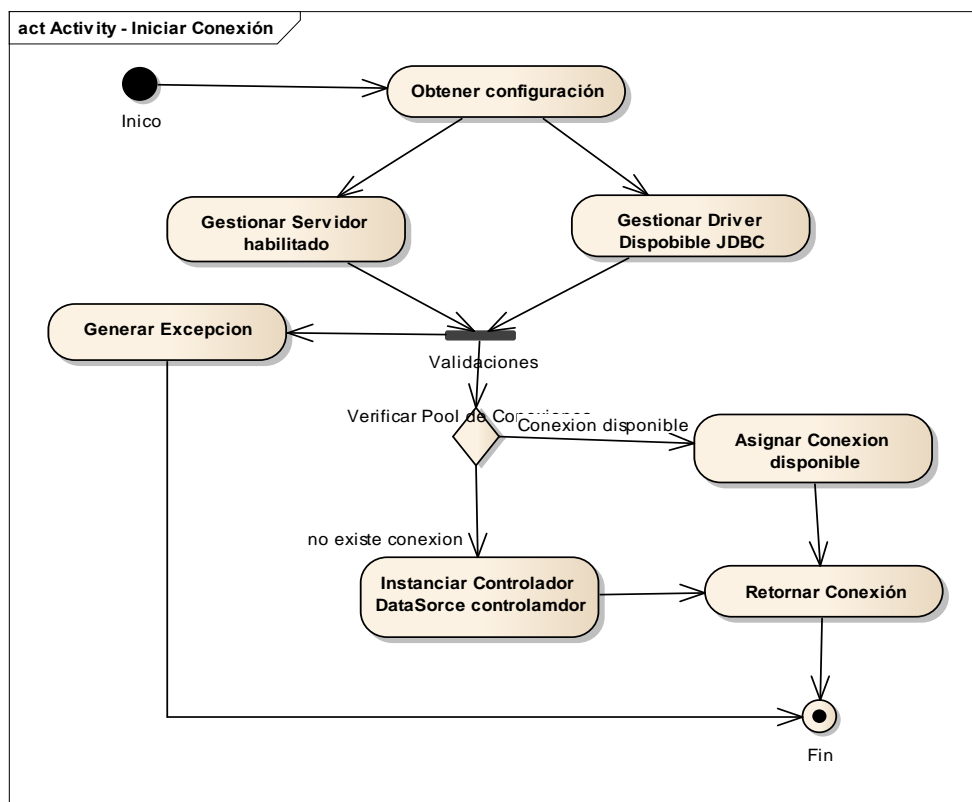 act Activity - Iniciar Conexión
Inico
Obtener configuración
Gestionar Servidor
habilitado
Gestionar Driver
Dispobible JDBC
Generar Excepcion
Validaciones
Verificar Pool de Conexiones
Conexion disponible
Asignar Conexion
disponible
no existe conexion
Instanciar Controlador
DataSorce controlamdor
Retornar Conexión
Fin